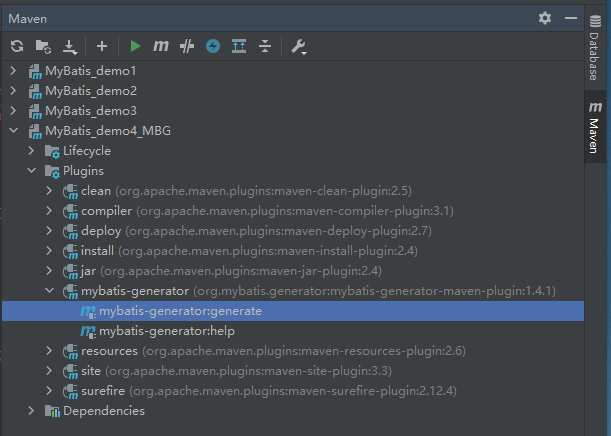 Maven
MyBatis_demo1
MyBatis_demo2
MyBatis_demo3
MyBatis_demo4_MBG
Lifecycle
Plugins
clean (org.apache.maven.plugins:maven-clean-plugin:2.5)
compiler (org.apache.maven.plugins:maven-compiler-plugin:3.1)
deploy (org.apache.maven.plugins:maven-deploy-plugin:2.7)
install (org.apache.maven.plugins:maven-install-plugin:2.4)
jar (org.apache.maven.plugins:maven-jar-plugin:2.4)
mybatis-generator (org.mybatis.generator:mybatis-generator-maven-plugin:1.4.1)
mybatis-generator:generate
mybatis-generator:help
resources (org.apache.maven.plugins:maven-resources-plugin:2.6)
site (org.apache.maven.plugins:maven-site-plugin:3.3)
surefire (org.apache.maven.plugins:maven-surefire-plugin:2.12.4)
Dependencies
Database
Maven